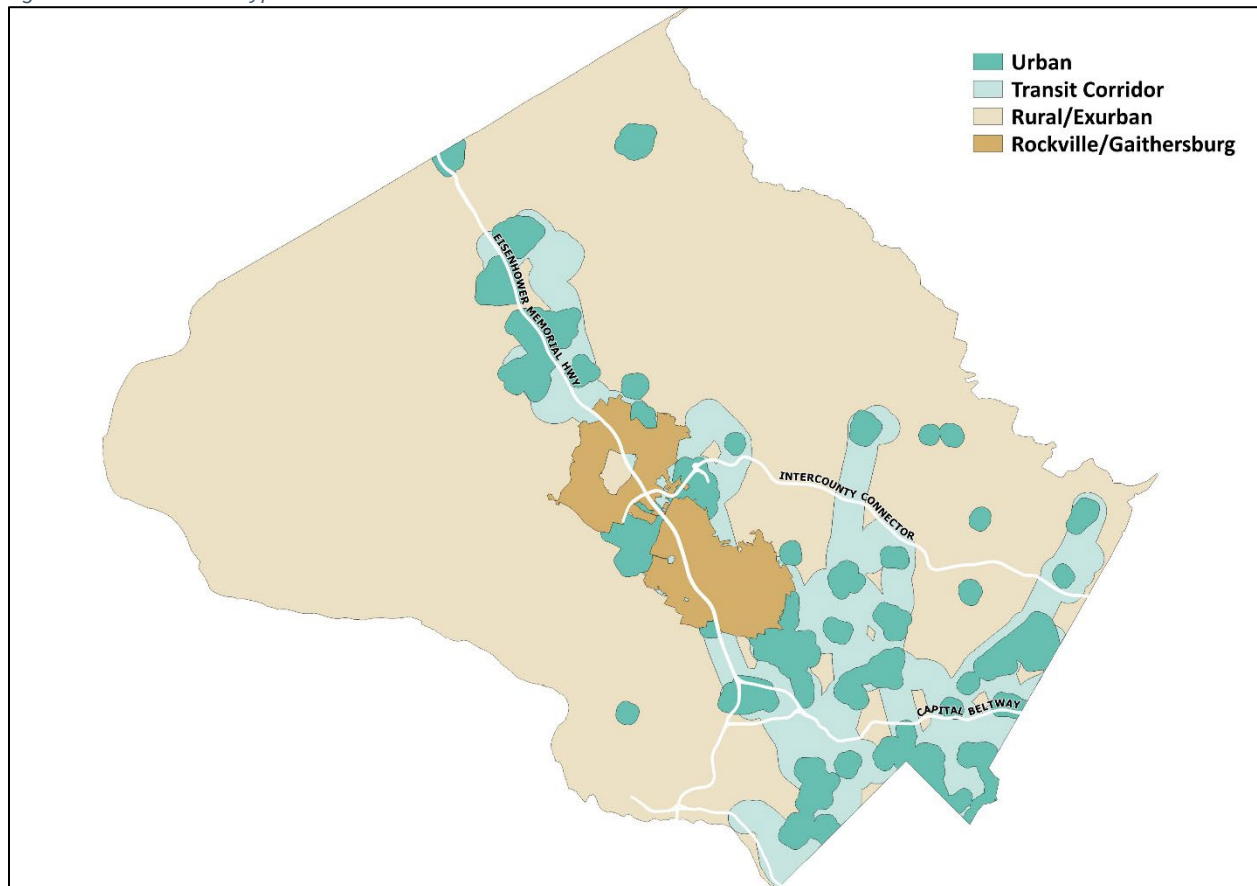 Urban
Transit Corridor
Rural/Exurban
Rockville/Gaithersburg
EISENHOWER MEMORIAL HWY
INTERCOUNTY CONNECTOR
CAPITAL BELTWAY